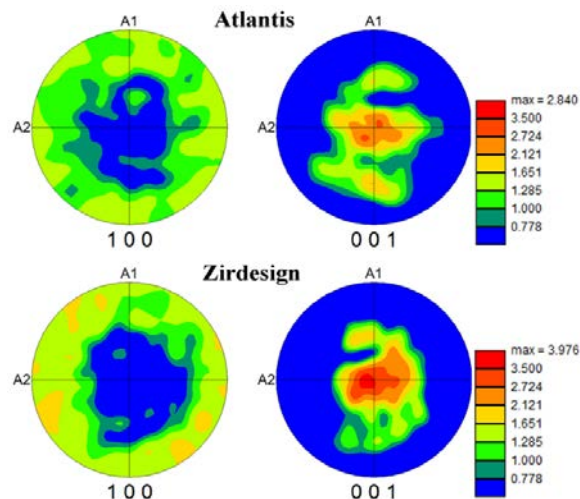 Atlantis
A1
A2
1 0 0
A1
0 0 1
max = 2.840
3.500
2.724
2.121
1.651
1.285
1.000
0.778
Zirdesign
A1
A2
1 0 0
A1
0 0 1
max = 3.976
3.500
2.724
2.121
1.651
1.285
1.000
0.778